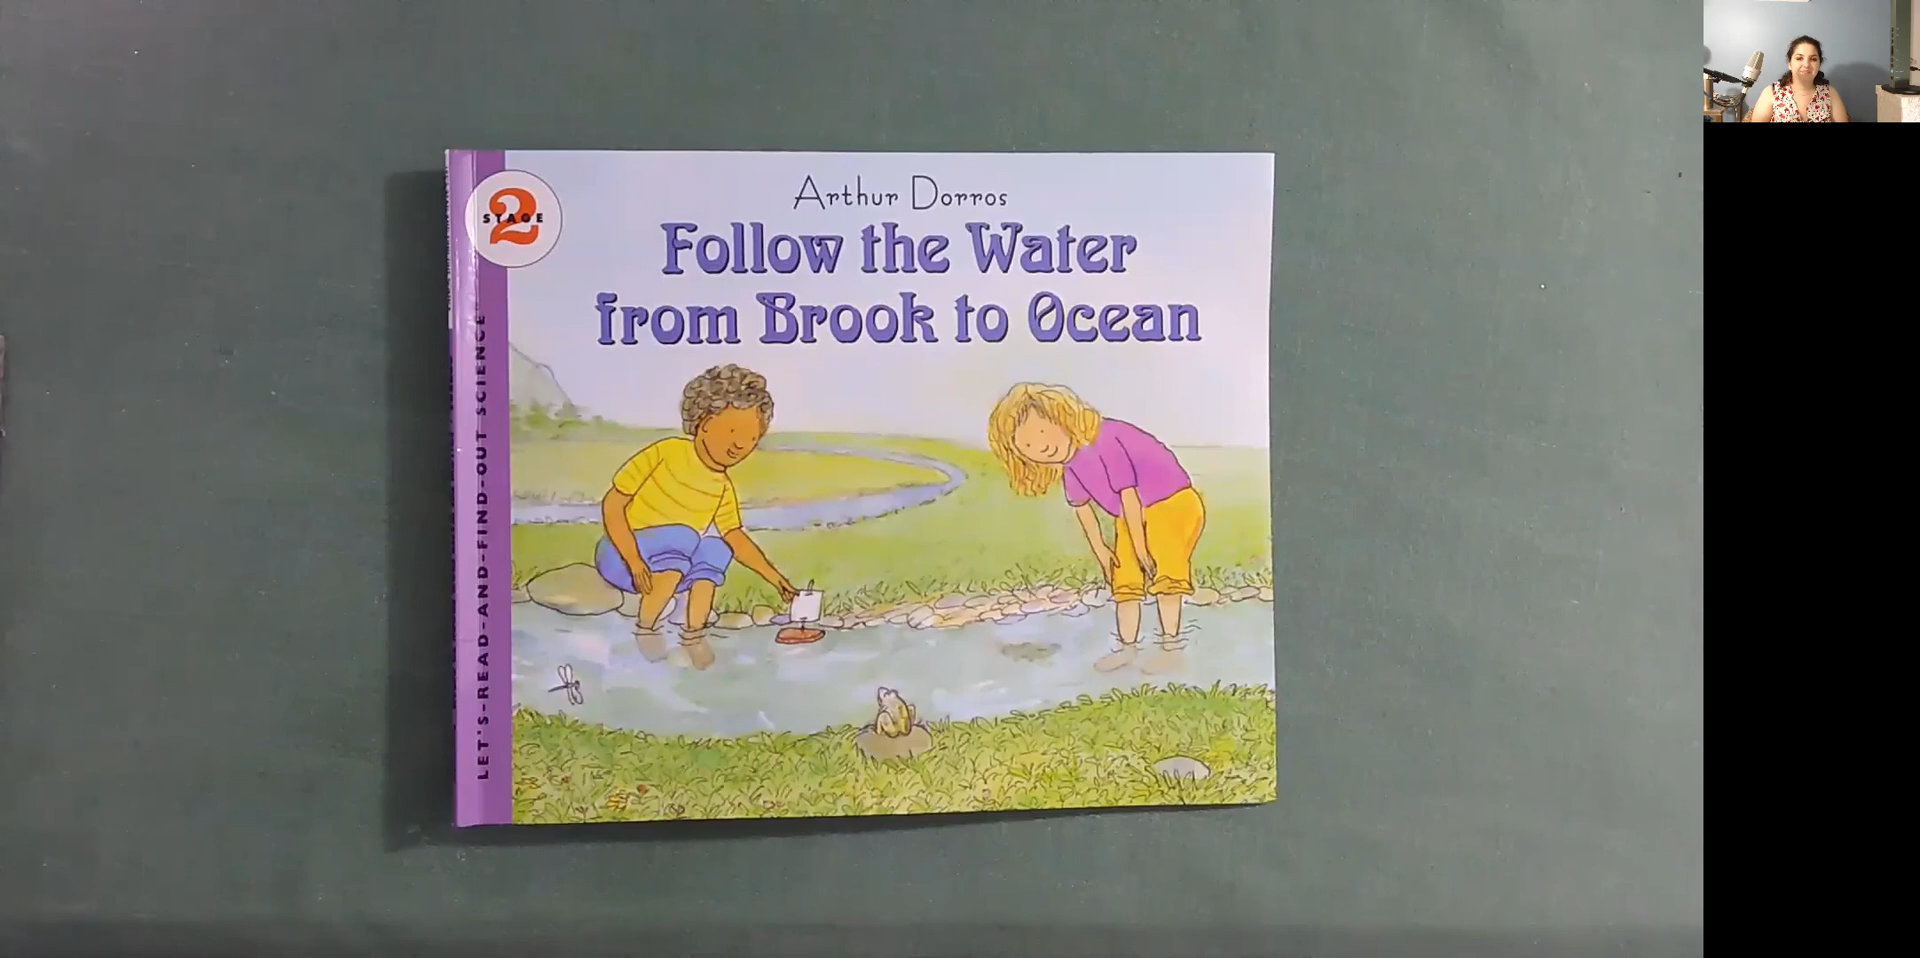 Arthur Dorros
Follow the Water
from Brook to Ocean
STAGE
2
LET'S-READ-AND-FIND-OUT SCIENCE